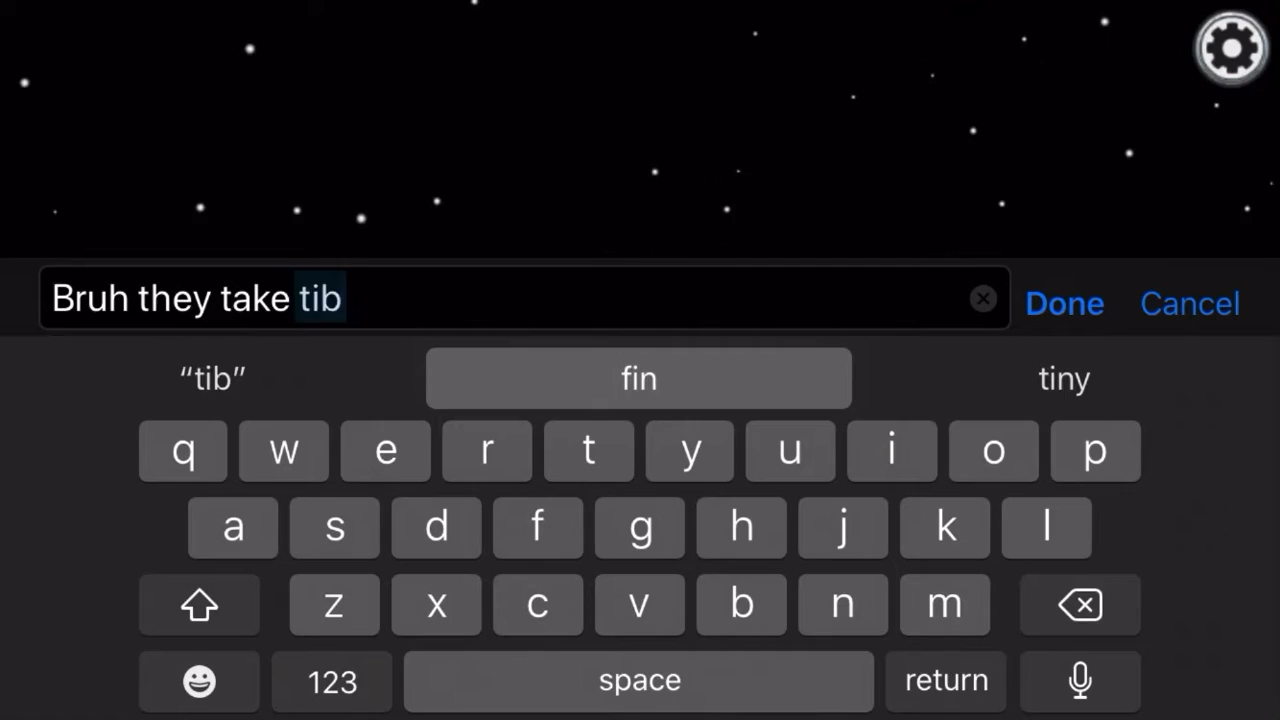 Bruh they take tib
Done Cancel
“tib” fin tiny
q w e r t y u i o p
a s d f g h j k l
z x c v b n m
123 space return